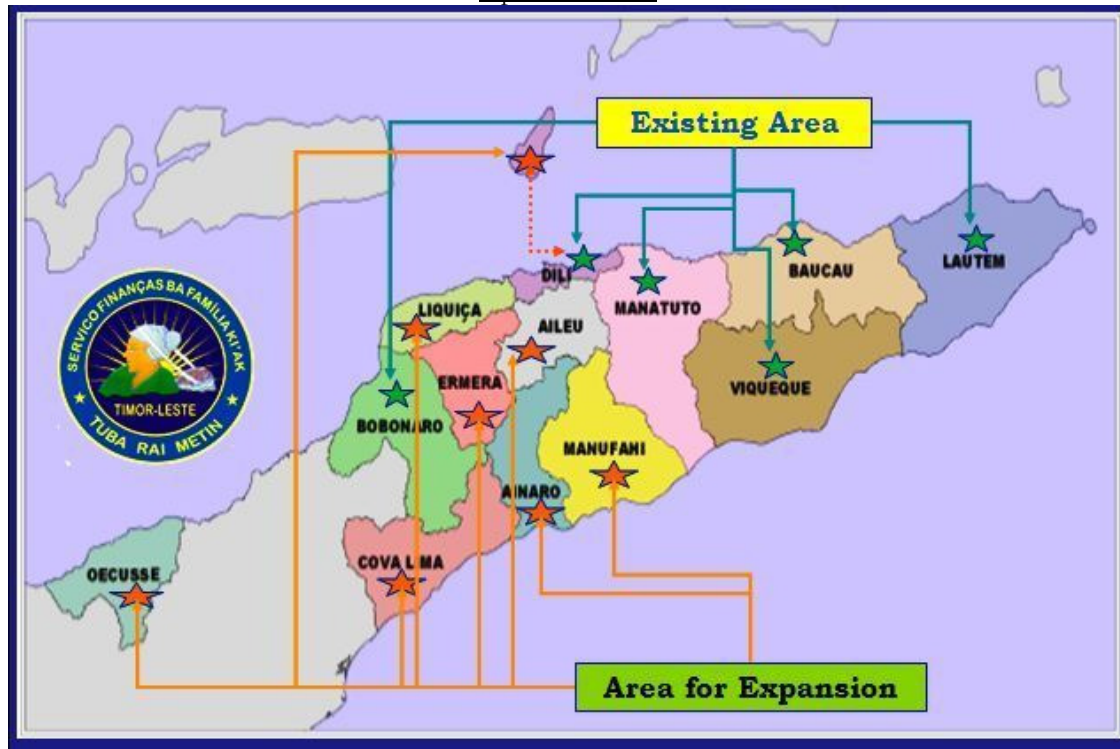 Existing Area
DILI
MANATUTO
BAUCAU
LAUTEM
LIQUIÇA
AILEU
VIQUEQUE
ERMERA
BOBONARO
MANUFAHI
AINARO
COVA LIMA
OECUSSE
SERVICO FINANÇAS BA FAMÍLIA KI'AK
TIMOR-LESTE
TUBA RAI METIN
Area for Expansion